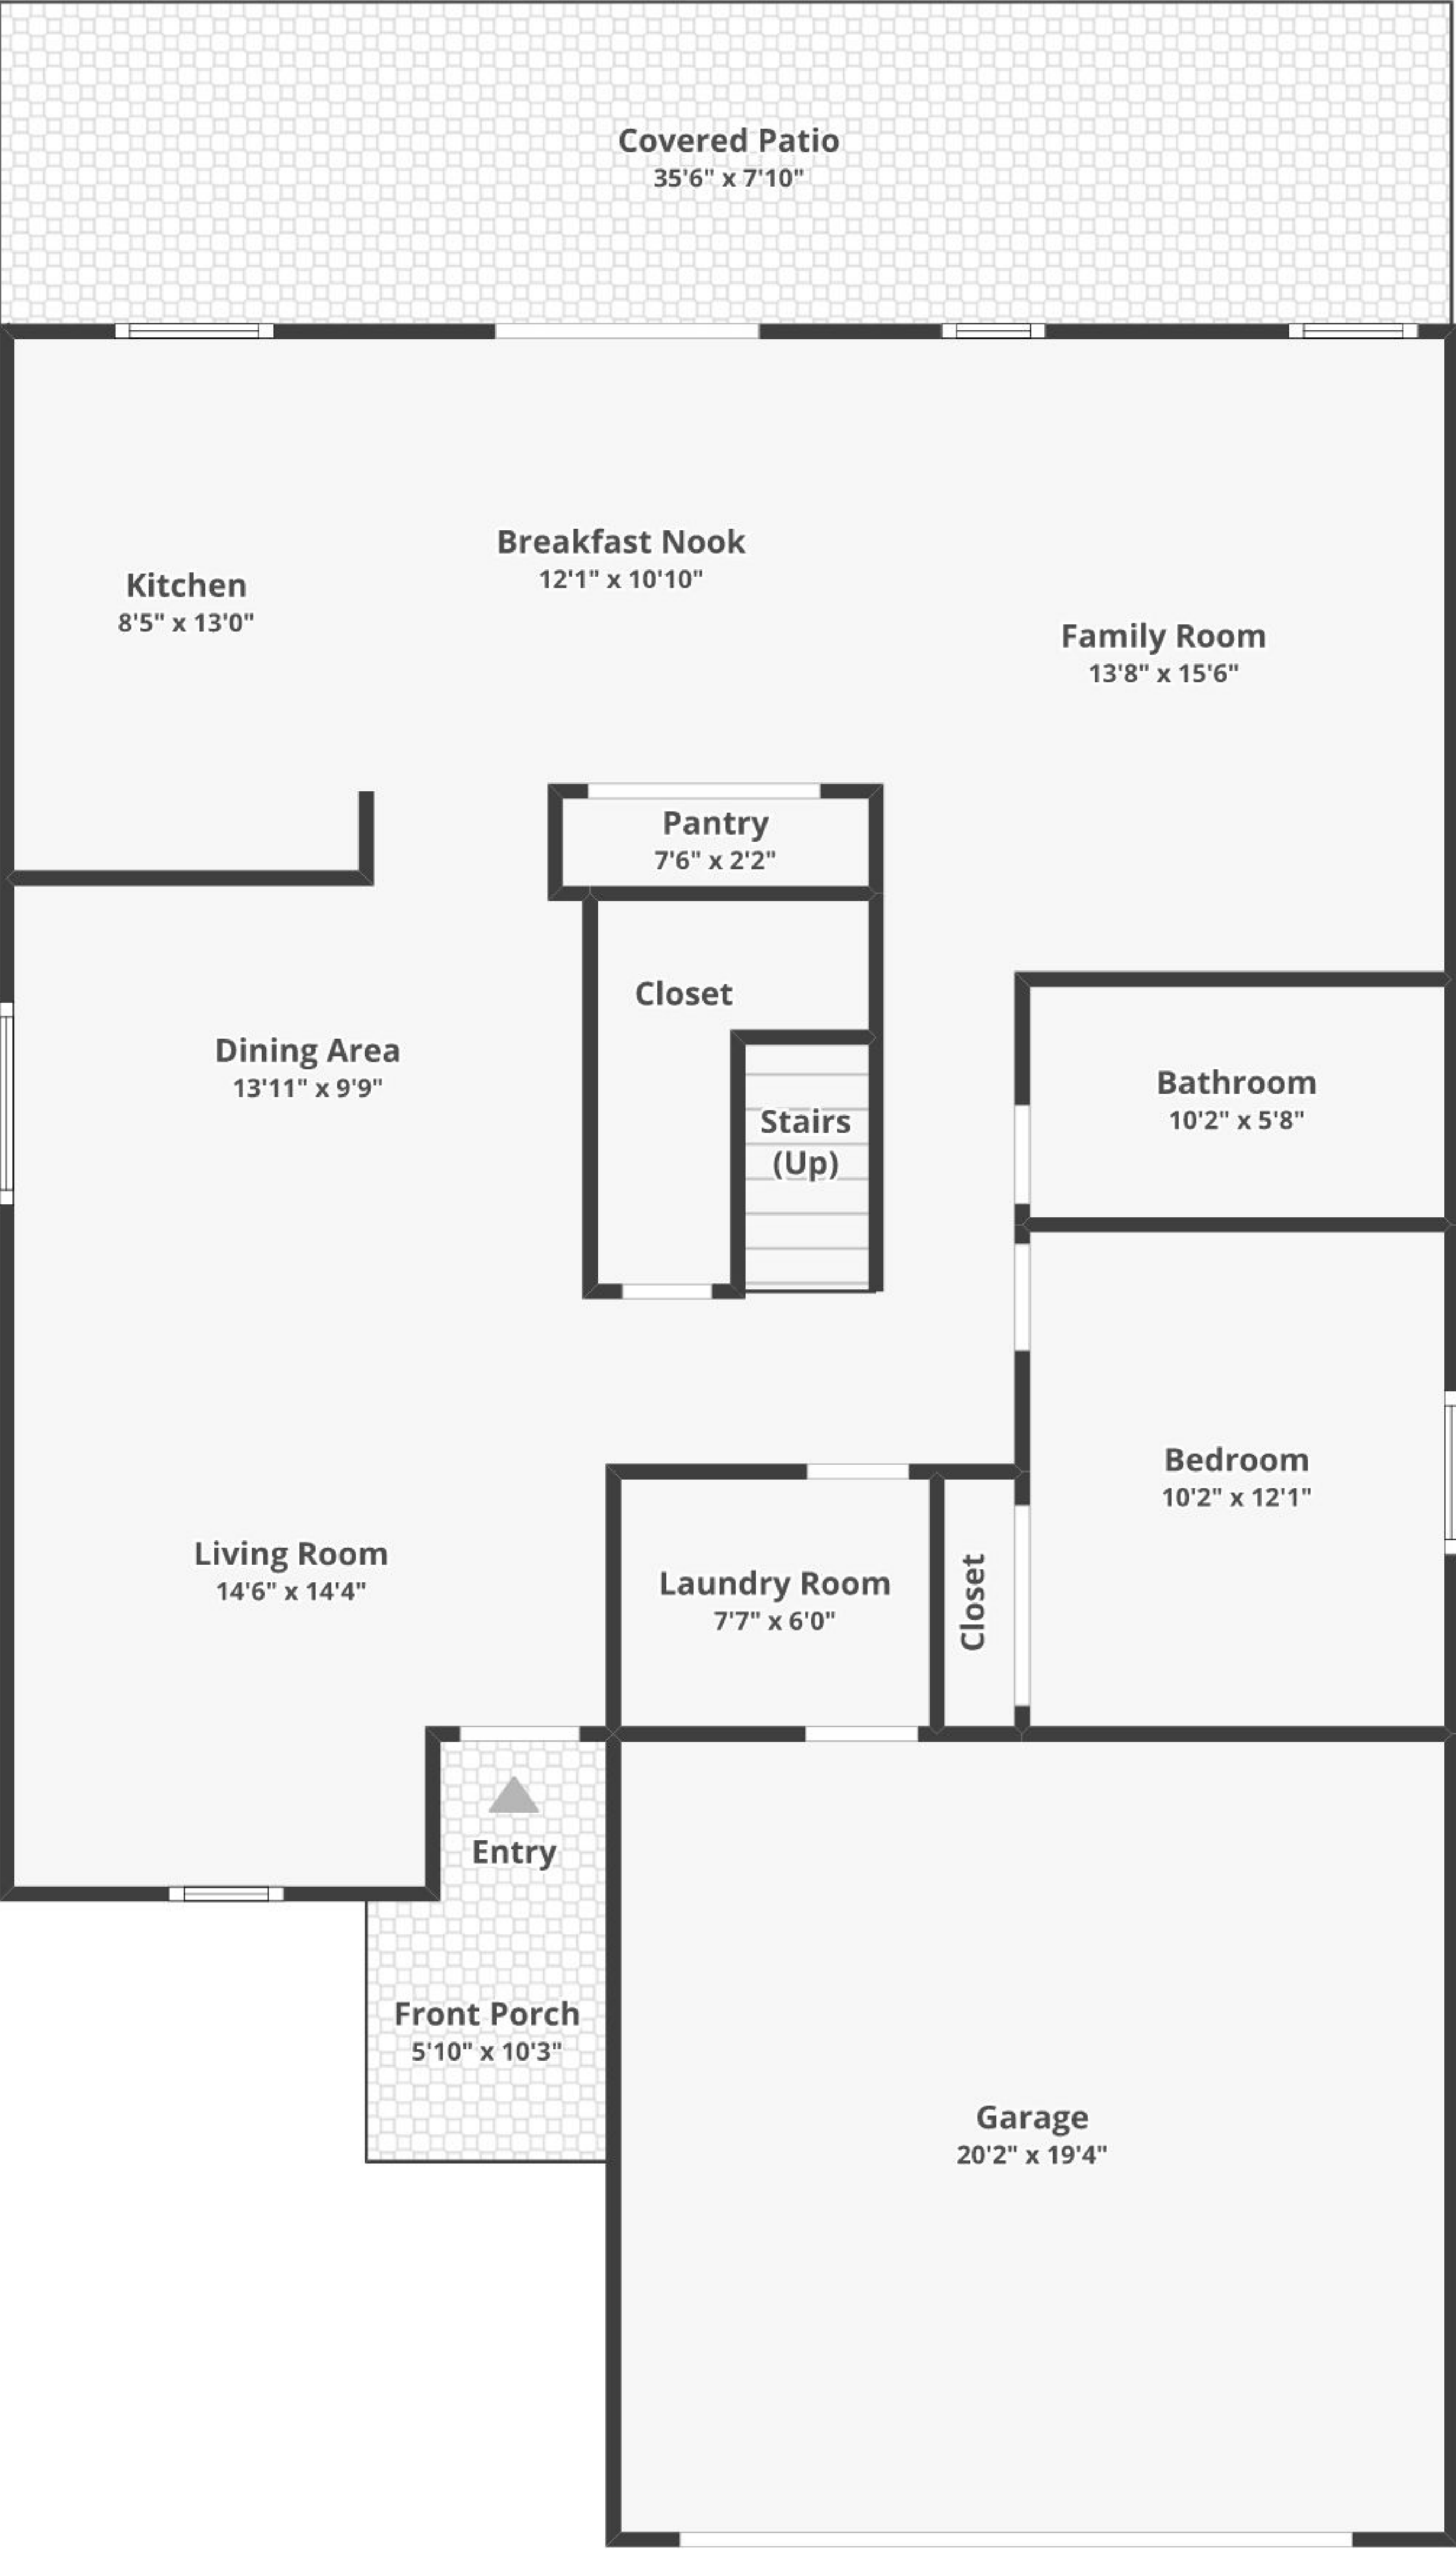 Covered Patio
35'6" x 7'10"
Breakfast Nook
12'1" x 10'10"
Kitchen
8'5" x 13'0"
Family Room
13'8" x 15'6"
Pantry
7'6" x 2'2"
Closet
Dining Area
13'11" x 9'9"
Stairs
(Up)
Bathroom
10'2" x 5'8"
Bedroom
10'2" x 12'1"
Living Room
14'6" x 14'4"
Laundry Room
7'7" x 6'0"
Closet
Entry
Front Porch
5'10" x 10'3"
Garage
20'2" x 19'4"